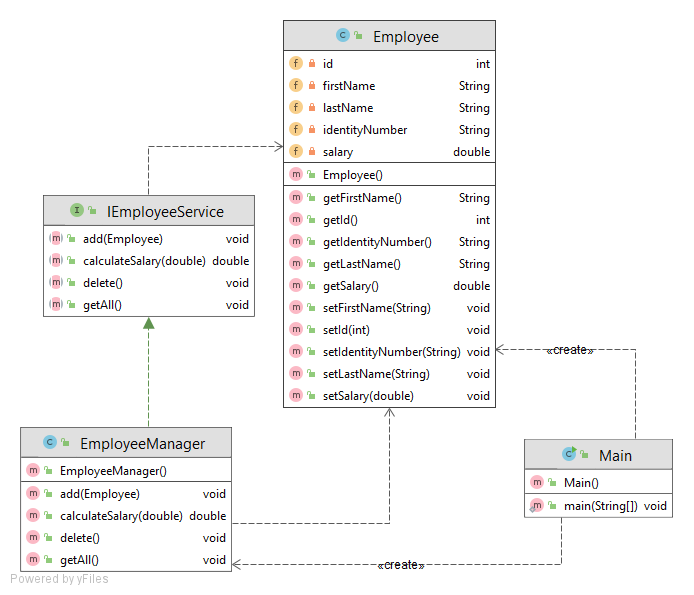 Employee
id int
firstName String
lastName String
identityNumber String
salary double
Employee()
getFirstName() String
getId() int
getIdentityNumber() String
getLastName() String
getSalary() double
setFirstName(String) void
setId(int) void
setIdentityNumber(String) void
setLastName(String) void
setSalary(double) void
IEmployeeService
add(Employee) void
calculateSalary(double) double
delete() void
getAll() void
«create»
EmployeeManager
EmployeeManager()
add(Employee) void
calculateSalary(double) double
delete() void
getAll() void
Main
Main()
main(String[]) void
«create»
Powered by yFiles